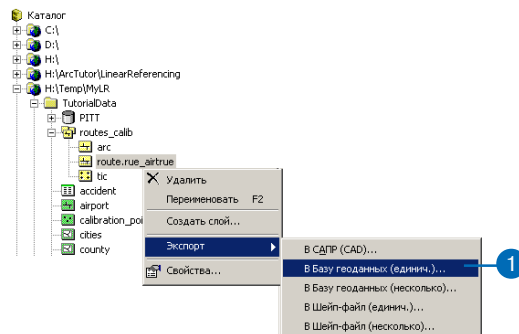 Каталог
C:\
D:\
H:\
H:\ArcTutor\LinearReferencing
H:\Temp\MyLR
TutorialData
PITT
routes_calib
arc
route.rue_airtrue
tic
accident
airport
calibration_poi
cities
county
Удалить
Переименовать F2
Создать слой...
Экспорт
Свойства...
В САПР (CAD)...
В Базу геоданных (единич.)...
В Базу геоданных (несколько)...
В Шейп-файл (единич.)...
В Шейп-файл (несколько)...
1